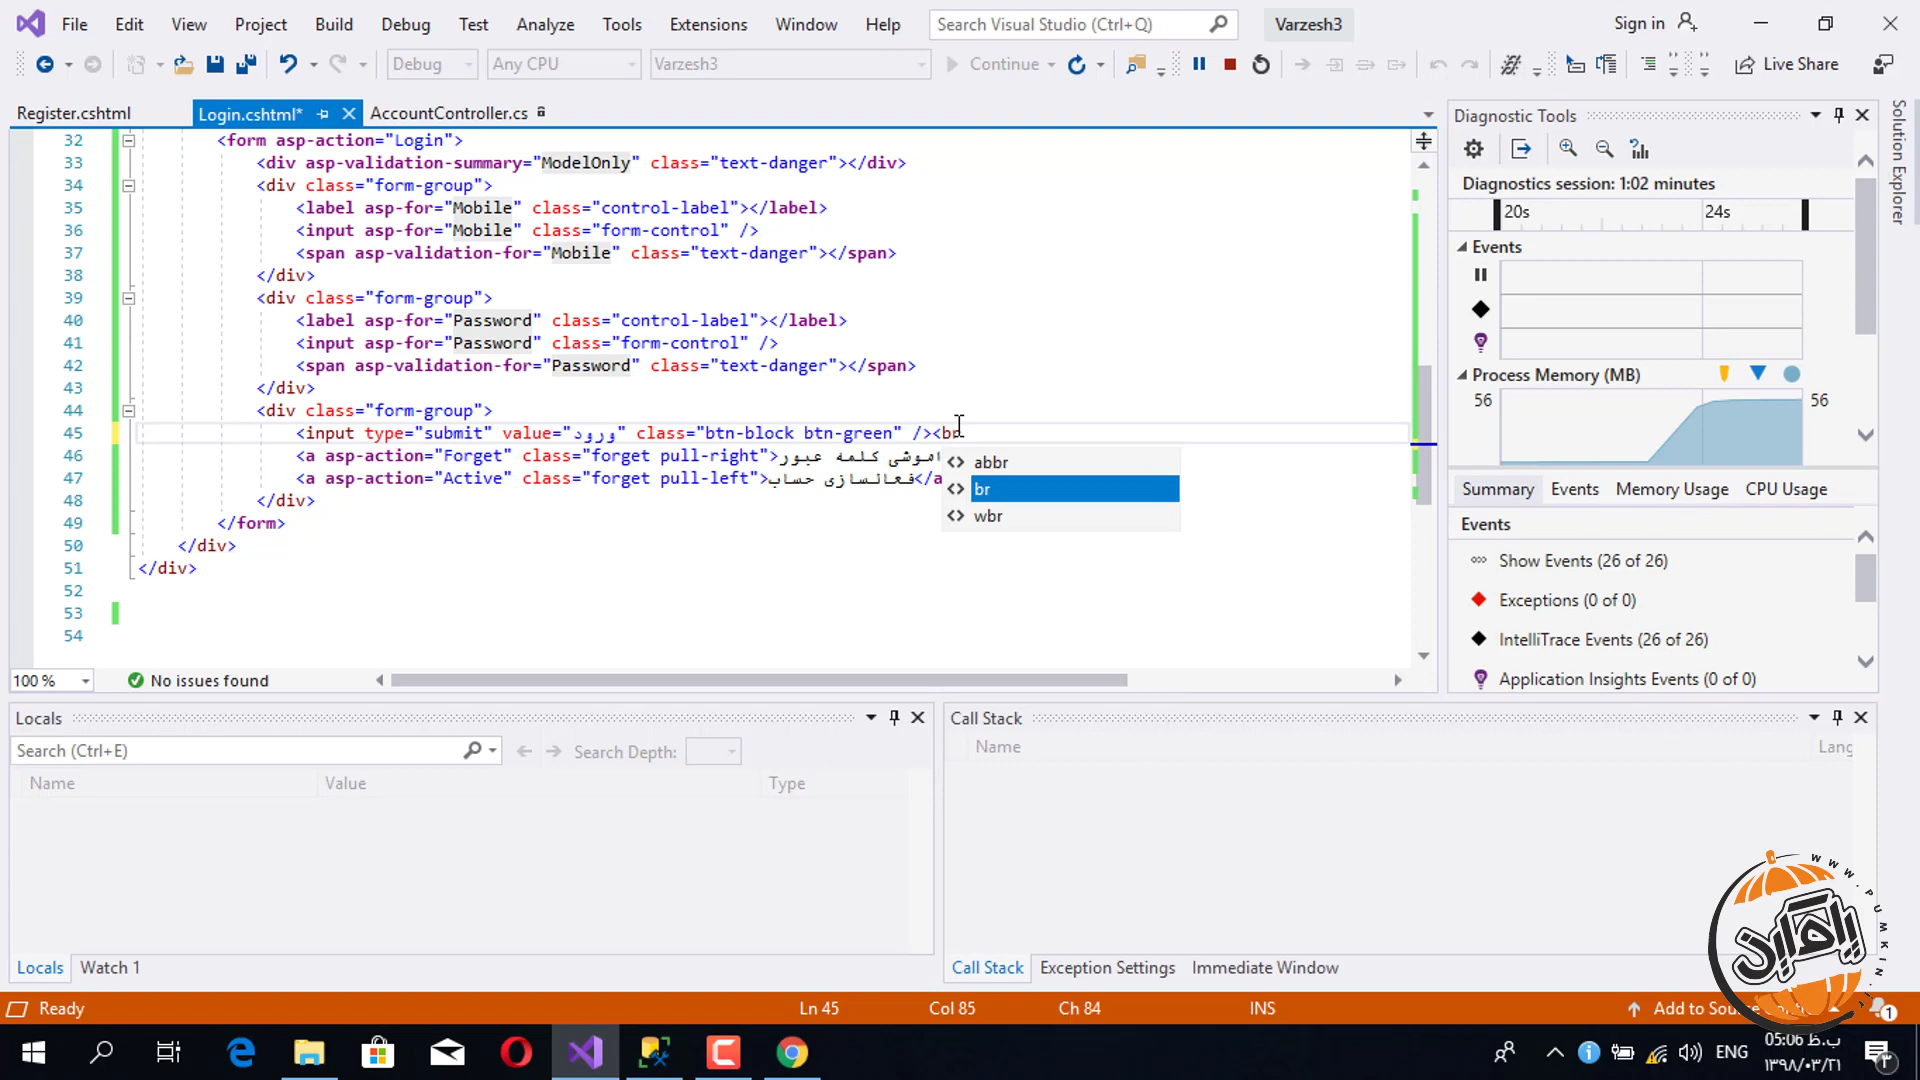 File Edit View Project Build Debug Test Analyze Tools Extensions Window Help Search Visual Studio (Ctrl+Q) Varzesh3 Sign in
Debug Any CPU Varzesh3 Continue Live Share
Register.cshtml Login.cshtml* AccountController.cs
32 <form asp-action="Login">
33 <div asp-validation-summary="ModelOnly" class="text-danger"></div>
34 <div class="form-group">
35 <label asp-for="Mobile" class="control-label"></label>
36 <input asp-for="Mobile" class="form-control" />
37 <span asp-validation-for="Mobile" class="text-danger"></span>
38 </div>
39 <div class="form-group">
40 <label asp-for="Password" class="control-label"></label>
41 <input asp-for="Password" class="form-control" />
42 <span asp-validation-for="Password" class="text-danger"></span>
43 </div>
44 <div class="form-group">
45 <input type="submit" value="ورود" class="btn-block btn-green" /><br
46 <a asp-action="Forget" class="forget pull-right">اموشی کلمه عبور
47 <a asp-action="Active" class="forget pull-left">فعالسازی حساب</a
48 </div>
49 </form>
50 </div>
51 </div>
52
53
54
abbr
br
wbr
100 % No issues found
Diagnostic Tools
Diagnostics session: 1:02 minutes
20s 24s
Events
Process Memory (MB)
56 56
Summary Events Memory Usage CPU Usage
Events
Show Events (26 of 26)
Exceptions (0 of 0)
IntelliTrace Events (26 of 26)
Application Insights Events (0 of 0)
Solution Explorer
Locals
Search (Ctrl+E) Search Depth:
Name Value Type
Locals Watch 1
Call Stack
Name Lang
Call Stack Exception Settings Immediate Window
Ready Ln 45 Col 85 Ch 84 INS Add to Source 1
ENG
05:06 ب.ظ
۱۳۹۸/۰۳/۲۱
۳